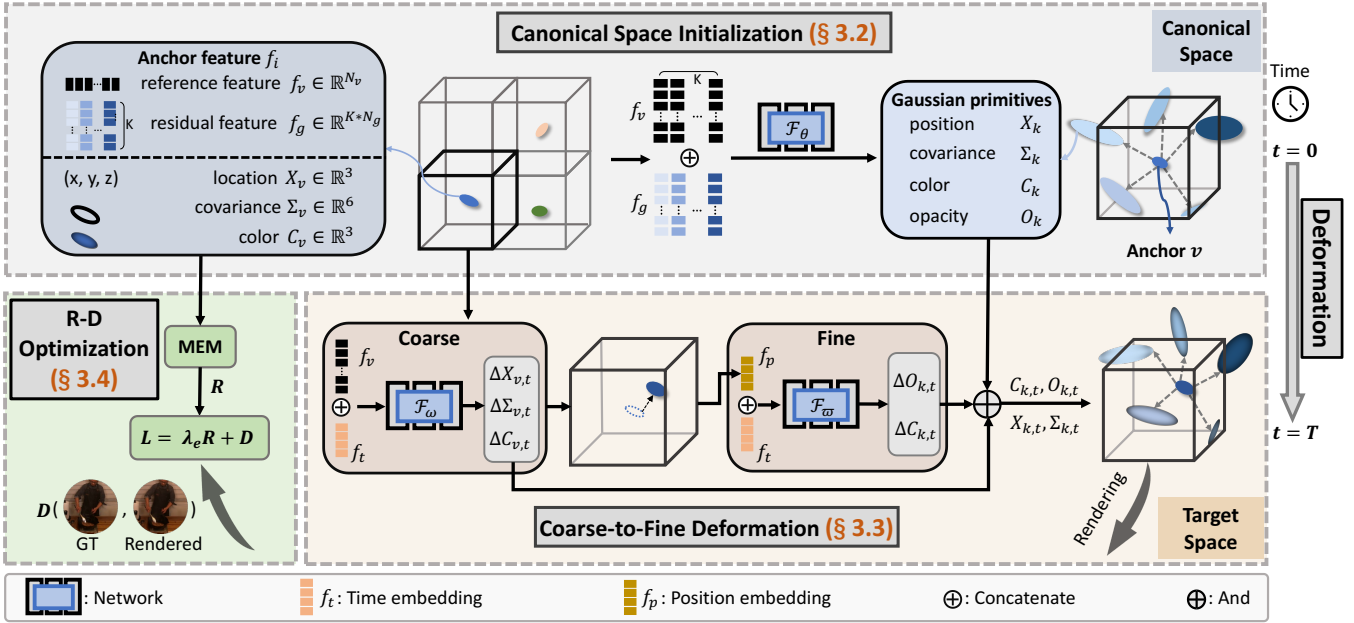 Canonical Space Initialization (§ 3.2)
Canonical
Space
Anchor feature f_i
reference feature f_v ∈ ℝ^{N_v}
residual feature f_g ∈ ℝ^{K*N_g}
K
(x, y, z)
location X_v ∈ ℝ^3
covariance Σ_v ∈ ℝ^6
color C_v ∈ ℝ^3
K
f_v
...
⊕
f_g
...
F_θ
Gaussian primitives
position X_k
covariance Σ_k
color C_k
opacity O_k
Anchor v
Time
t = 0
Deformation
t = T
R-D
Optimization
(§ 3.4)
MEM
R
L = λ_e R + D
D( , )
GT Rendered
Coarse
f_v
⊕
f_t
F_ω
ΔX_{v,t}
ΔΣ_{v,t}
ΔC_{v,t}
Fine
f_p
⊕
f_t
F_ϖ
ΔO_{k,t}
ΔC_{k,t}
⊕
C_{k,t}, O_{k,t}
X_{k,t}, Σ_{k,t}
Rendering
Coarse-to-Fine Deformation (§ 3.3)
Target
Space
: Network
f_t: Time embedding
f_p: Position embedding
⊕: Concatenate
⊕: And